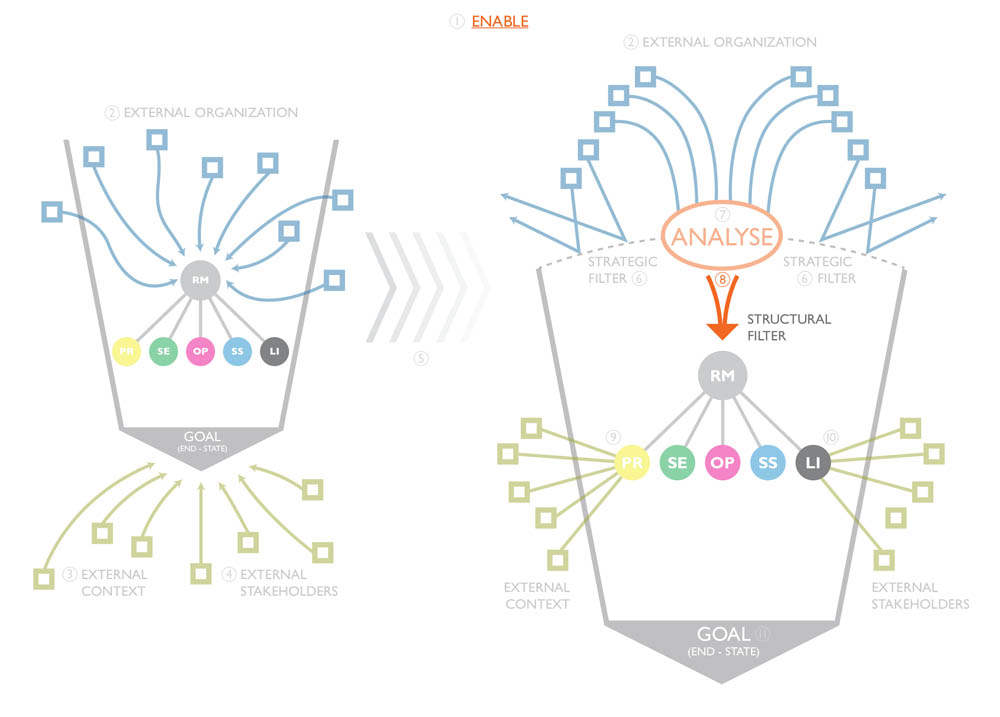 ① ENABLE
② EXTERNAL ORGANIZATION
RM
PR SE OP SS LI
GOAL
(END - STATE)
③ EXTERNAL
CONTEXT
④ EXTERNAL
STAKEHOLDERS
⑤
② EXTERNAL ORGANIZATION
⑦
ANALYSE
STRATEGIC
FILTER ⑥
STRATEGIC
⑥ FILTER
⑧
STRUCTURAL
FILTER
RM
⑨
⑩
PR SE OP SS LI
EXTERNAL
CONTEXT
EXTERNAL
STAKEHOLDERS
GOAL ⑪
(END - STATE)